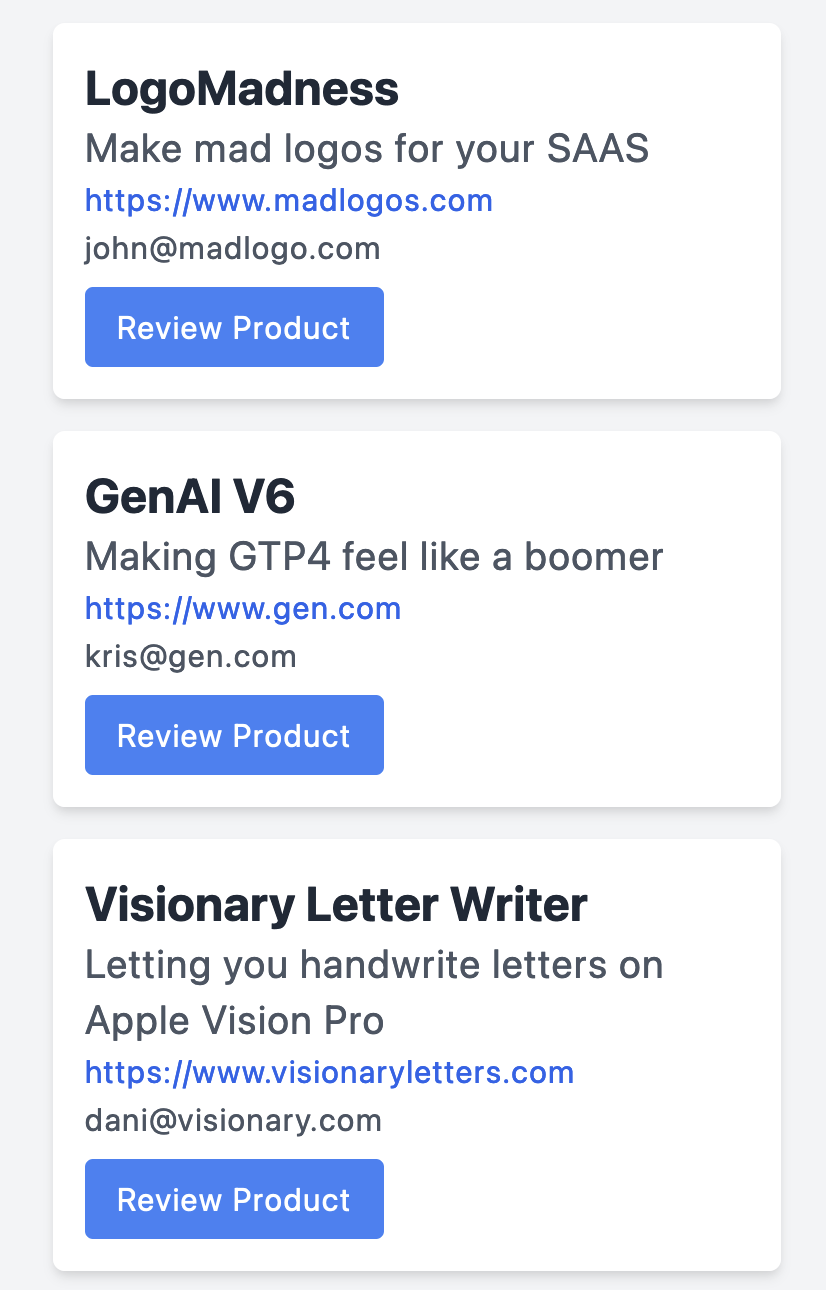 LogoMadness
Make mad logos for your SAAS
https://www.madlogos.com
john@madlogo.com
Review Product
GenAI V6
Making GTP4 feel like a boomer
https://www.gen.com
kris@gen.com
Review Product
Visionary Letter Writer
Letting you handwrite letters on
Apple Vision Pro
https://www.visionaryletters.com
dani@visionary.com
Review Product